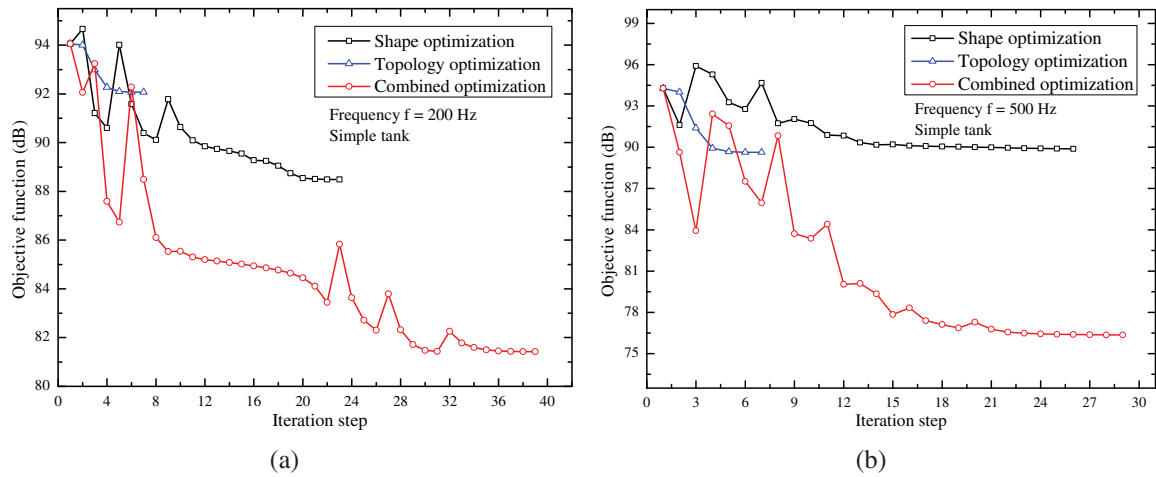 94
92
90
88
86
84
82
80
0 4 8 12 16 20 24 28 32 36 40
Objective function (dB)
Iteration step
Shape optimization
Topology optimization
Combined optimization
Frequency f = 200 Hz
Simple tank
(a)
99
96
93
90
87
84
81
78
75
0 3 6 9 12 15 18 21 24 27 30
Objective function (dB)
Iteration step
Shape optimization
Topology optimization
Combined optimization
Frequency f = 500 Hz
Simple tank
(b)